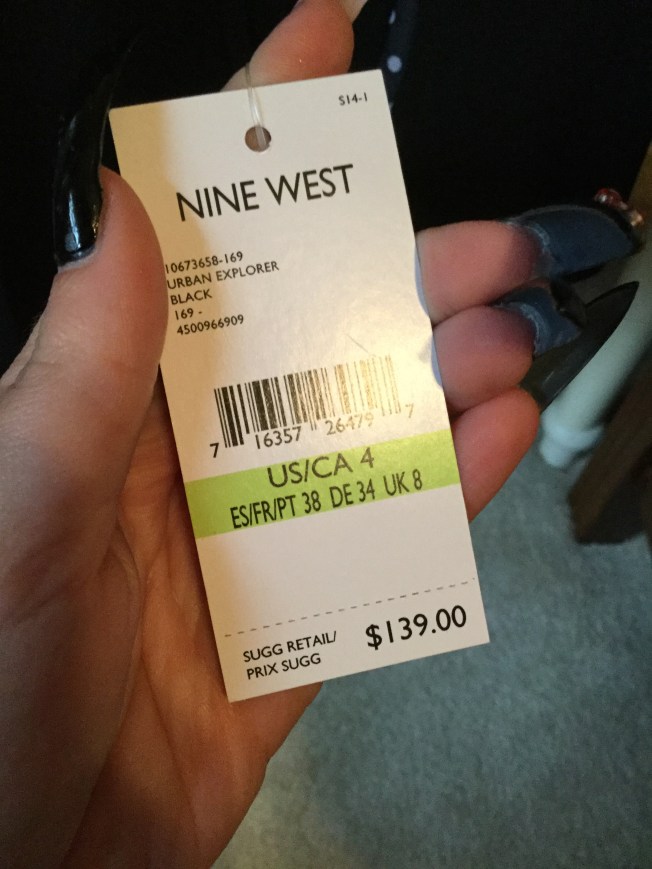 S14-1
NINE WEST
10673658-169
URBAN EXPLORER
BLACK
169 -
4500966909
7 16357 26479 7
US/CA 4
ES/FR/PT 38 DE 34 UK 8
SUGG RETAIL/
PRIX SUGG
$139.00